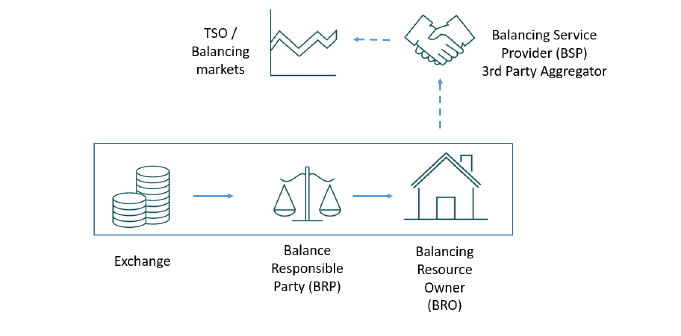 TSO /
Balancing
markets
Balancing Service
Provider (BSP)
3rd Party Aggregator
Exchange
Balance
Responsible
Party (BRP)
Balancing
Resource
Owner
(BRO)